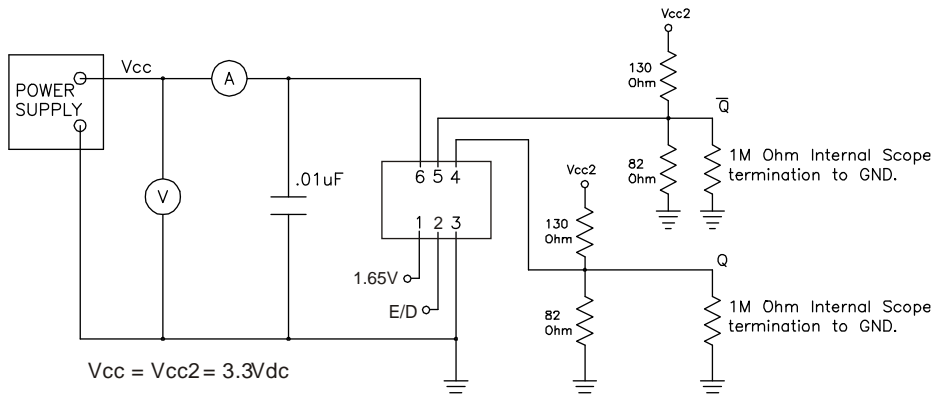 Vcc2
Vcc
130
Ohm
POWER
SUPPLY
A
Q̅
82
Ohm
1M Ohm Internal Scope
termination to GND.
6 5 4
Vcc2
V
.01uF
1 2 3
130
Ohm
1.65V
Q
E/D
82
Ohm
1M Ohm Internal Scope
termination to GND.
Vcc = Vcc2 = 3.3Vdc